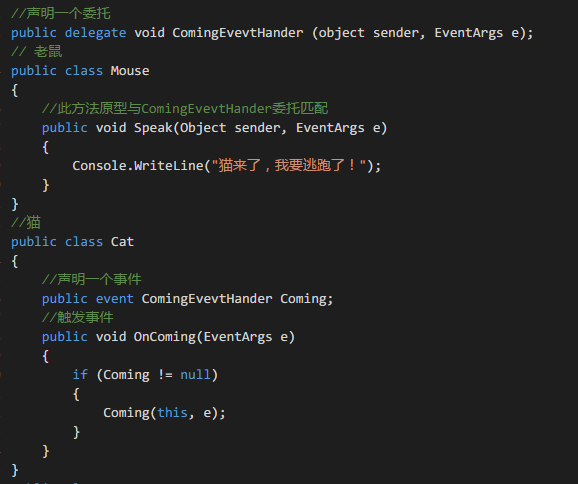 //声明一个委托
public delegate void ComingEvevtHander (object sender, EventArgs e);
// 老鼠
public class Mouse
{
//此方法原型与ComingEvevtHander委托匹配
public void Speak(Object sender, EventArgs e)
{
Console.WriteLine("猫来了，我要逃跑了！");
}
}
//猫
public class Cat
{
//声明一个事件
public event ComingEvevtHander Coming;
//触发事件
public void OnComing(EventArgs e)
{
if (Coming != null)
{
Coming(this, e);
}
}
}